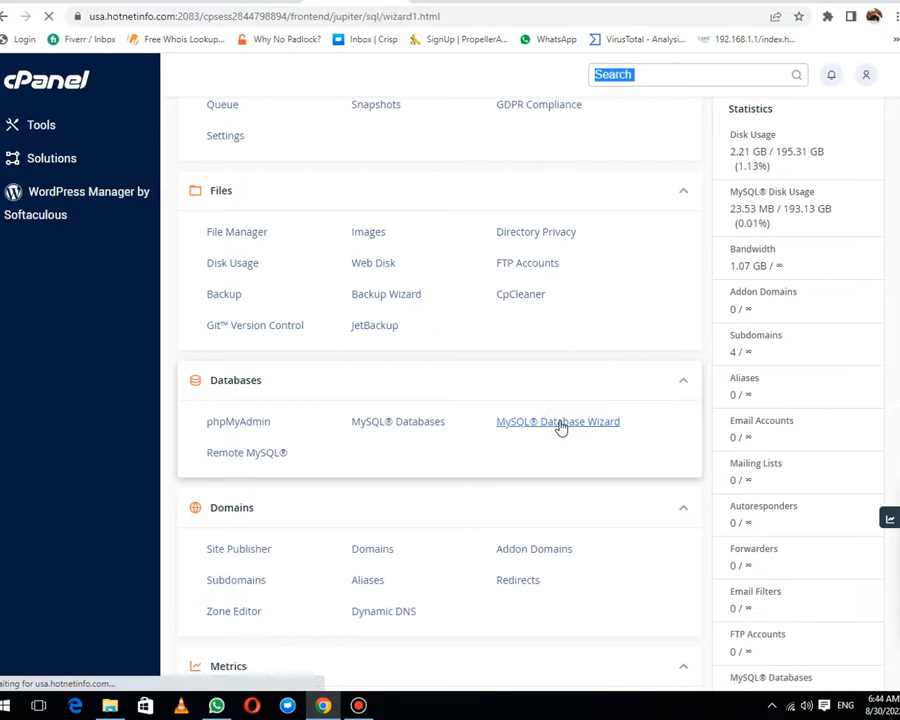 usa.hotnetinfo.com:2083/cpsess2844798894/frontend/jupiter/sql/wizard1.html
Login
Fiverr / Inbox
Free Whois Lookup...
Why No Padlock?
Inbox | Crisp
SignUp | PropellerA...
WhatsApp
VirusTotal - Analysi...
192.168.1.1/index.h...
»
cPanel
Search
Tools
Solutions
WordPress Manager by
Softaculous
Queue
Snapshots
GDPR Compliance
Settings
Files
File Manager
Images
Directory Privacy
Disk Usage
Web Disk
FTP Accounts
Backup
Backup Wizard
CpCleaner
Git™ Version Control
JetBackup
Databases
phpMyAdmin
MySQL® Databases
MySQL® Database Wizard
Remote MySQL®
Domains
Site Publisher
Domains
Addon Domains
Subdomains
Aliases
Redirects
Zone Editor
Dynamic DNS
Metrics
Statistics
Disk Usage
2.21 GB / 195.31 GB
(1.13%)
MySQL® Disk Usage
23.53 MB / 193.13 GB
(0.01%)
Bandwidth
1.07 GB / ∞
Addon Domains
0 / ∞
Subdomains
4 / ∞
Aliases
0 / ∞
Email Accounts
0 / ∞
Mailing Lists
0 / ∞
Autoresponders
0 / ∞
Forwarders
0 / ∞
Email Filters
0 / ∞
FTP Accounts
0 / ∞
MySQL® Databases
aiting for usa.hotnetinfo.com...
ENG
6:44 AM